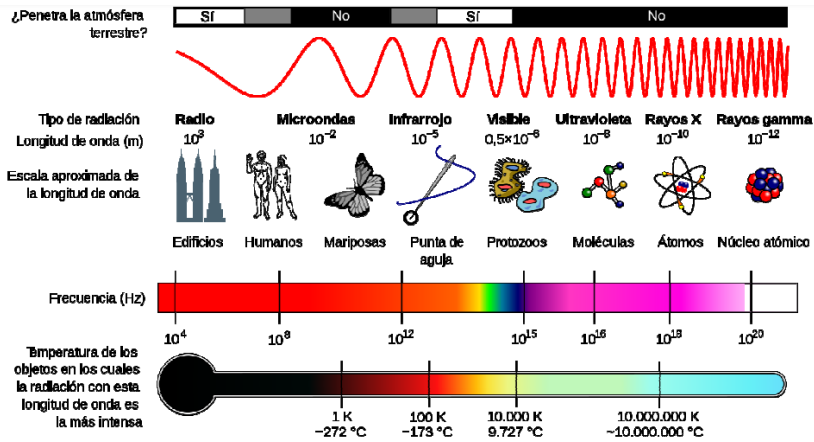 ¿Penetra la atmósfera
terrestre?
Sí No Sí No
Tipo de radiación Radio Microondas Infrarrojo Visible Ultravioleta Rayos X Rayos gamma
Longitud de onda (m) 10³ 10⁻² 10⁻⁵ 0,5×10⁻⁶ 10⁻⁸ 10⁻¹⁰ 10⁻¹²
Escala aproximada de
la longitud de onda
Edificios Humanos Mariposas Punta de
aguja Protozoos Moléculas Átomos Núcleo atómico
Frecuencia (Hz)
10⁴ 10⁸ 10¹² 10¹⁵ 10¹⁶ 10¹⁸ 10²⁰
Temperatura de los
objetos en los cuales
la radiación con esta
longitud de onda es
la más intensa
1 K 100 K 10.000 K 10.000.000 K
−272 °C −173 °C 9.727 °C ~10.000.000 °C